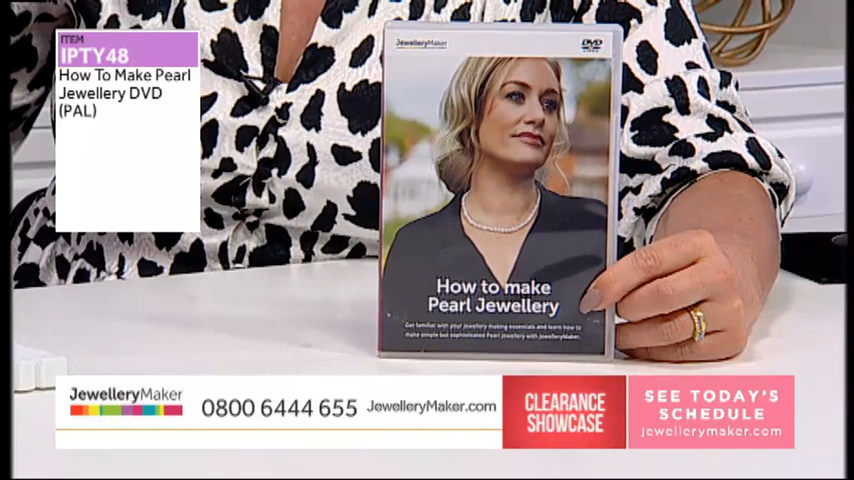 ITEM
IPTY48
How To Make Pearl
Jewellery DVD
(PAL)
JewelleryMaker
DVD
How to make
Pearl Jewellery
Get familiar with your jewellery making essentials and learn how to
make simple but sophisticated Pearl jewellery with JewelleryMaker.
JewelleryMaker
0800 6444 655
JewelleryMaker.com
CLEARANCE
SHOWCASE
SEE TODAY'S
SCHEDULE
jewellerymaker.com